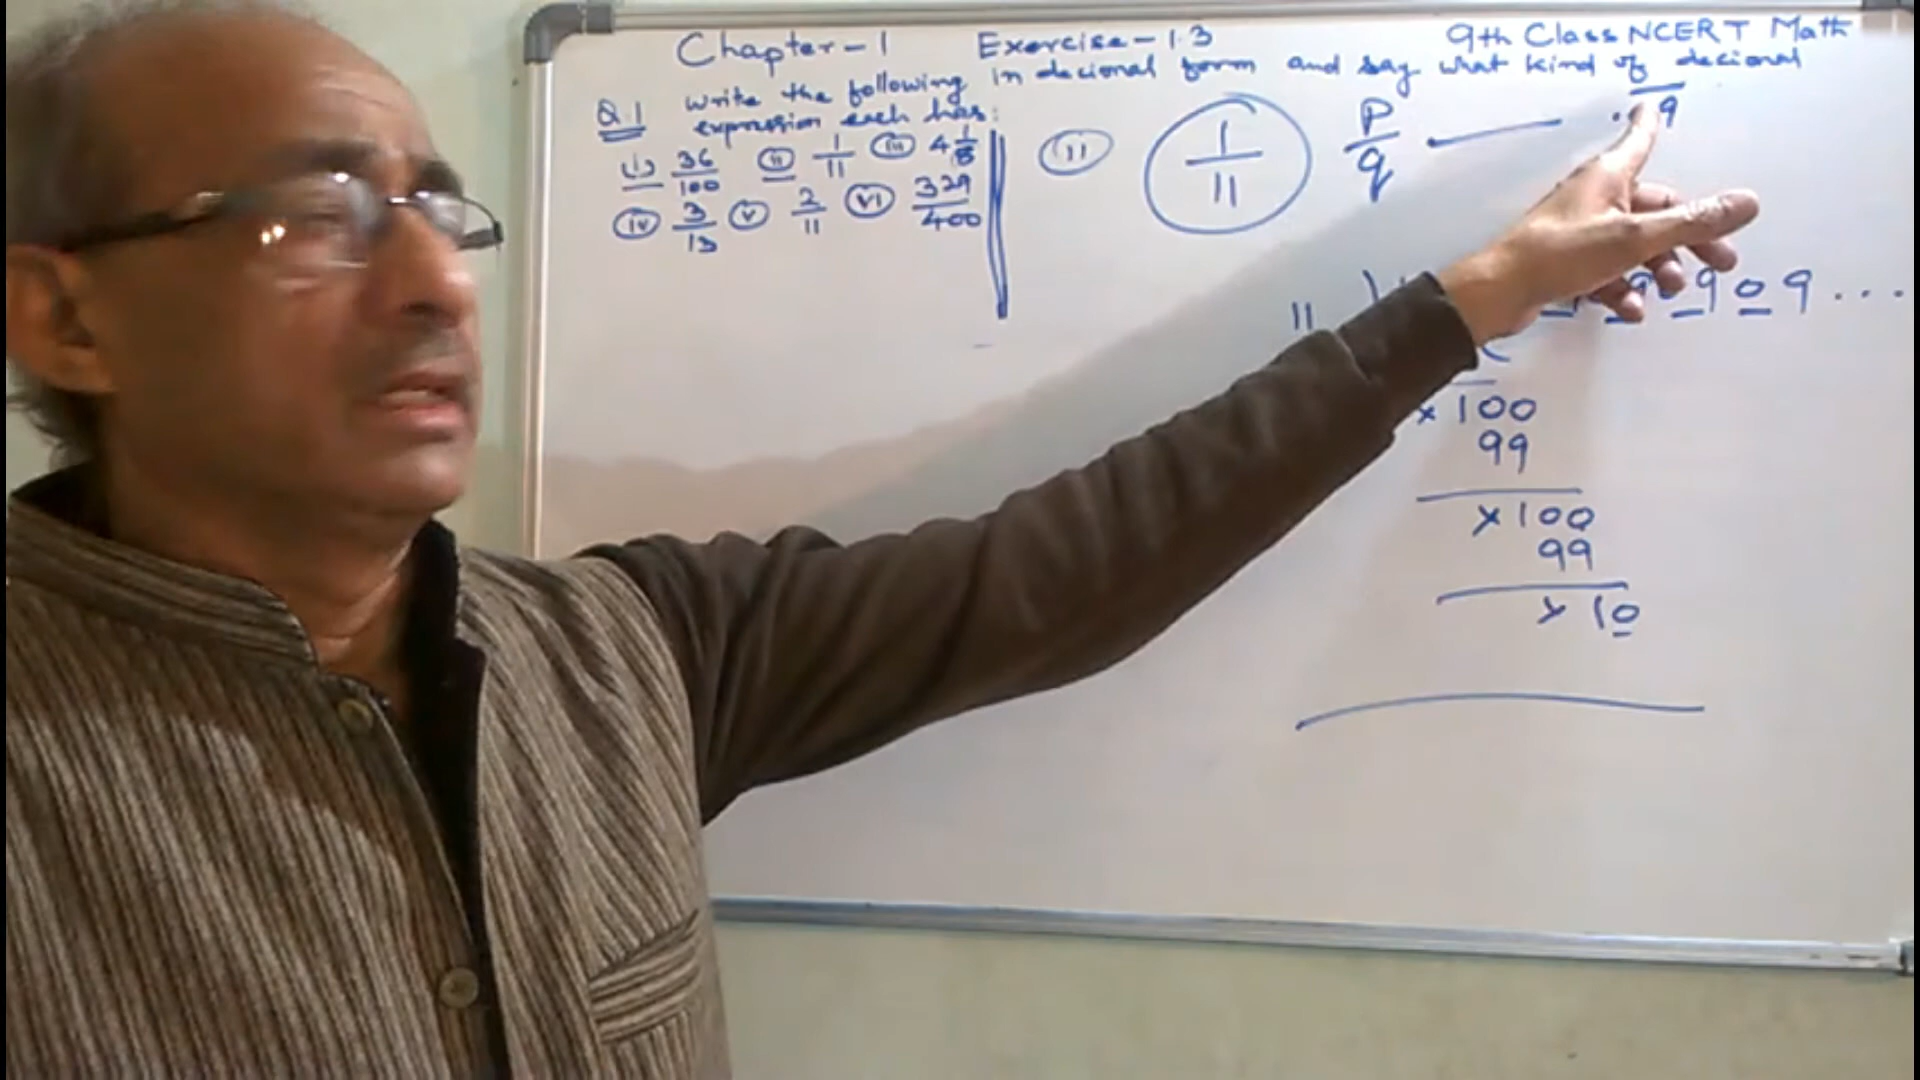 Chapter-1 Exercise-1.3 9th Class NCERT Math
Q.1 Write the following in decional form and say what kind of decional
expression each has:
(i) 36/100 (ii) 1/11 (iii) 4 1/8
(iv) 3/13 (v) 2/11 (vi) 329/400
(ii) 1/11 P/q — . 9
11 9 0 9 ...
× 100
99
× 100
99
× 10